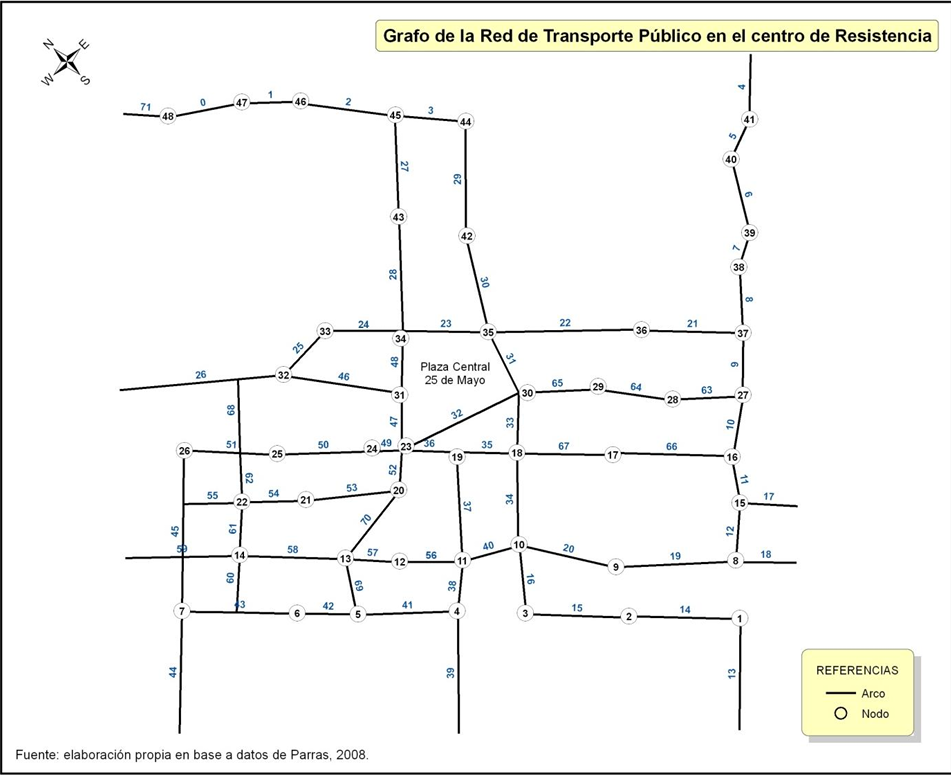 Grafo de la Red de Transporte Público en el centro de Resistencia
N E
W S
4
71 0 1 2 3
48 47 46 45 44 41
5
40
27 29 6
43 42 39
7
38
28 30 8
24 23 22 21
33 34 35 36 37
25 48 31 9
Plaza Central
25 de Mayo
26 32 46 31 30 65 29 64 28 63 27
68 47 32 33 10
51 50 49 36 35 67 66
26 25 24 23 19 18 17 16
62 52 37 34 11
55 54 53 20 15 17
22 21
45 61 70 12
59 58 57 56 40 10 20 19 18
14 13 12 11 9 8
60 69 38 16
43 42 41 15 14
7 6 5 4 3 2 1
44 39 13
REFERENCIAS
Arco
Nodo
Fuente: elaboración propia en base a datos de Parras, 2008.